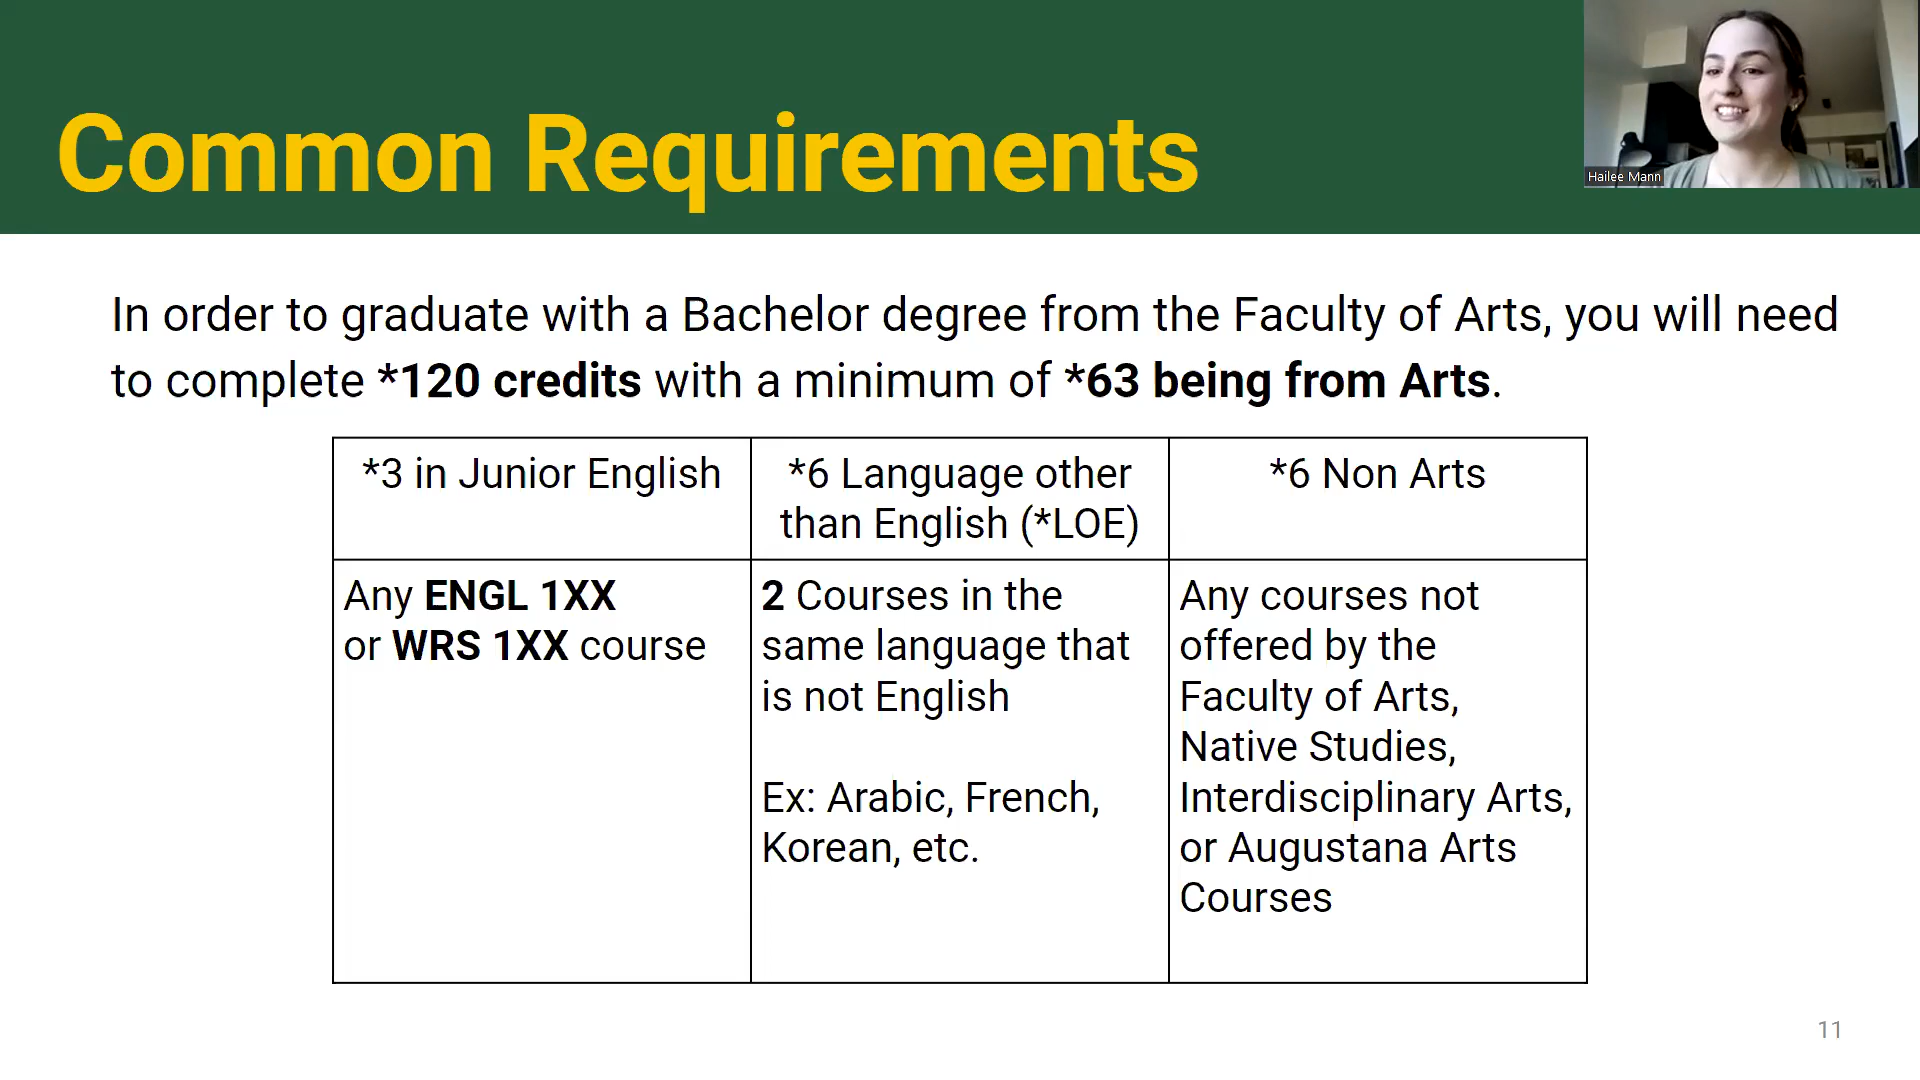 Common Requirements
Hailee Mann
In order to graduate with a Bachelor degree from the Faculty of Arts, you will need
to complete *120 credits with a minimum of *63 being from Arts.
*3 in Junior English
*6 Language other
than English (*LOE)
*6 Non Arts
Any ENGL 1XX
or WRS 1XX course
2 Courses in the
same language that
is not English
Ex: Arabic, French,
Korean, etc.
Any courses not
offered by the
Faculty of Arts,
Native Studies,
Interdisciplinary Arts,
or Augustana Arts
Courses
11